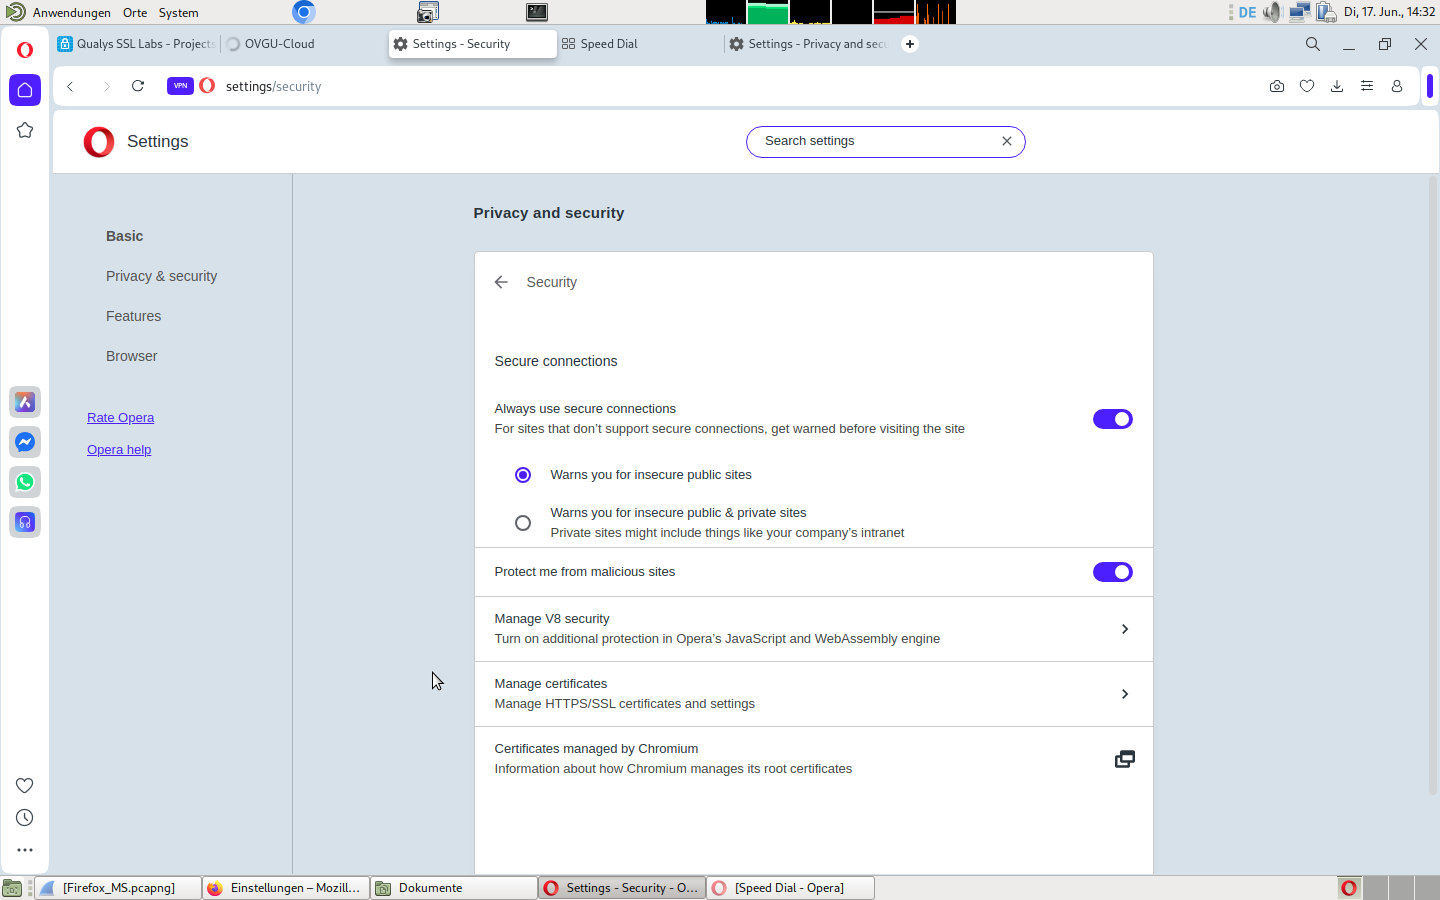 Anwendungen Orte System
DE Di, 17. Jun., 14:32
Qualys SSL Labs - Projects
OVGU-Cloud
Settings - Security
Speed Dial
Settings - Privacy and secu
VPN
settings/security
Settings
Search settings
Basic
Privacy & security
Features
Browser
Rate Opera
Opera help
Privacy and security
Security
Secure connections
Always use secure connections
For sites that don’t support secure connections, get warned before visiting the site
Warns you for insecure public sites
Warns you for insecure public & private sites
Private sites might include things like your company’s intranet
Protect me from malicious sites
Manage V8 security
Turn on additional protection in Opera’s JavaScript and WebAssembly engine
Manage certificates
Manage HTTPS/SSL certificates and settings
Certificates managed by Chromium
Information about how Chromium manages its root certificates
[Firefox_MS.pcapng]
Einstellungen – Mozill...
Dokumente
Settings - Security - O...
[Speed Dial - Opera]